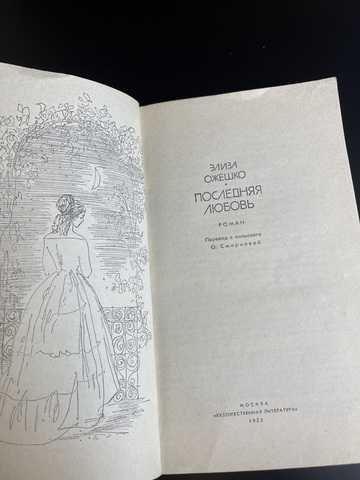 ЭЛИЗА
ОЖЕШКО
ПОСЛЕДНЯЯ
ЛЮБОВЬ
РОМАН
Перевод с польского
О. Смирновой
МОСКВА
«ХУДОЖЕСТВЕННАЯ ЛИТЕРАТУРА»